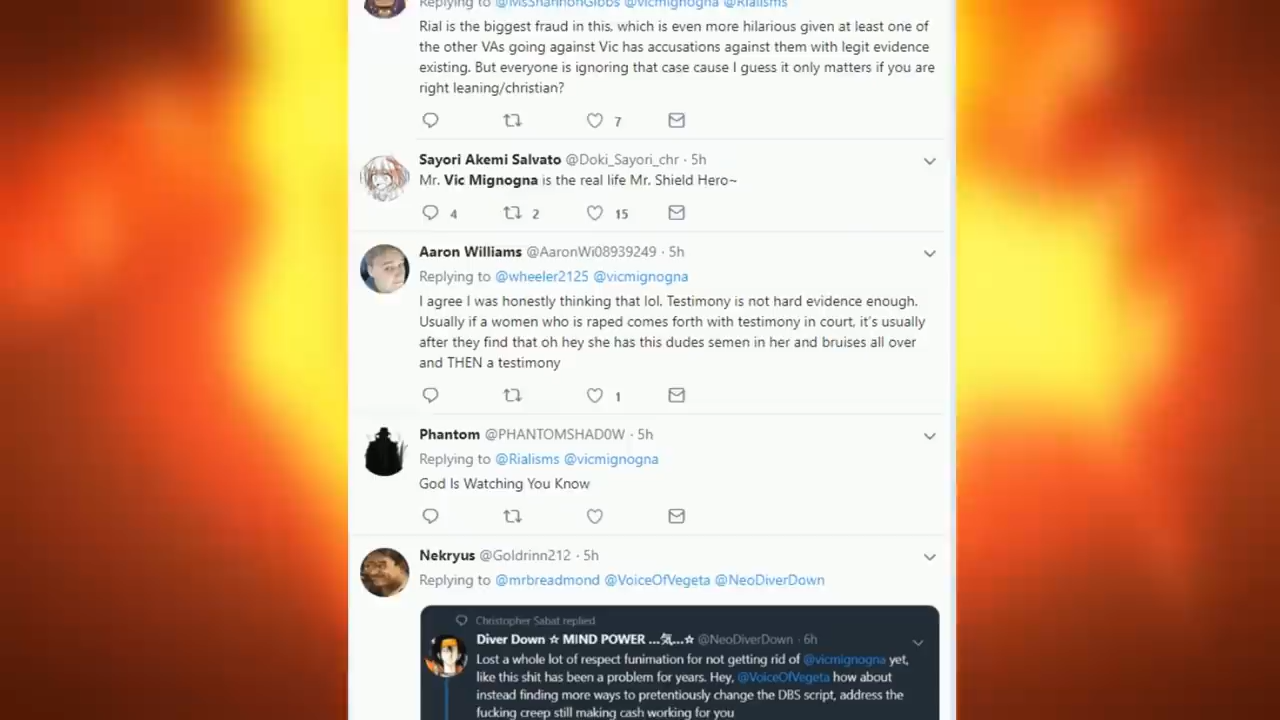 Replying to @MsShannonGibbs @vicmignogna @Rialisms
Rial is the biggest fraud in this, which is even more hilarious given at least one of
the other VAs going against Vic has accusations against them with legit evidence
existing. But everyone is ignoring that case cause I guess it only matters if you are
right leaning/christian?
7
Sayori Akemi Salvato @Doki_Sayori_chr · 5h
Mr. Vic Mignogna is the real life Mr. Shield Hero~
4 2 15
Aaron Williams @AaronWi08939249 · 5h
Replying to @wheeler2125 @vicmignogna
I agree I was honestly thinking that lol. Testimony is not hard evidence enough.
Usually if a women who is raped comes forth with testimony in court, it's usually
after they find that oh hey she has this dudes semen in her and bruises all over
and THEN a testimony
1
Phantom @PHANTOMSHAD0W · 5h
Replying to @Rialisms @vicmignogna
God Is Watching You Know
Nekryus @Goldrinn212 · 5h
Replying to @mrbreadmond @VoiceOfVegeta @NeoDiverDown
Christopher Sabat replied
Diver Down ☆ MIND POWER ...気...☆ @NeoDiverDown · 6h
Lost a whole lot of respect funimation for not getting rid of @vicmignogna yet,
like this shit has been a problem for years. Hey, @VoiceOfVegeta how about
instead finding more ways to pretentiously change the DBS script, address the
fucking creep still making cash working for you